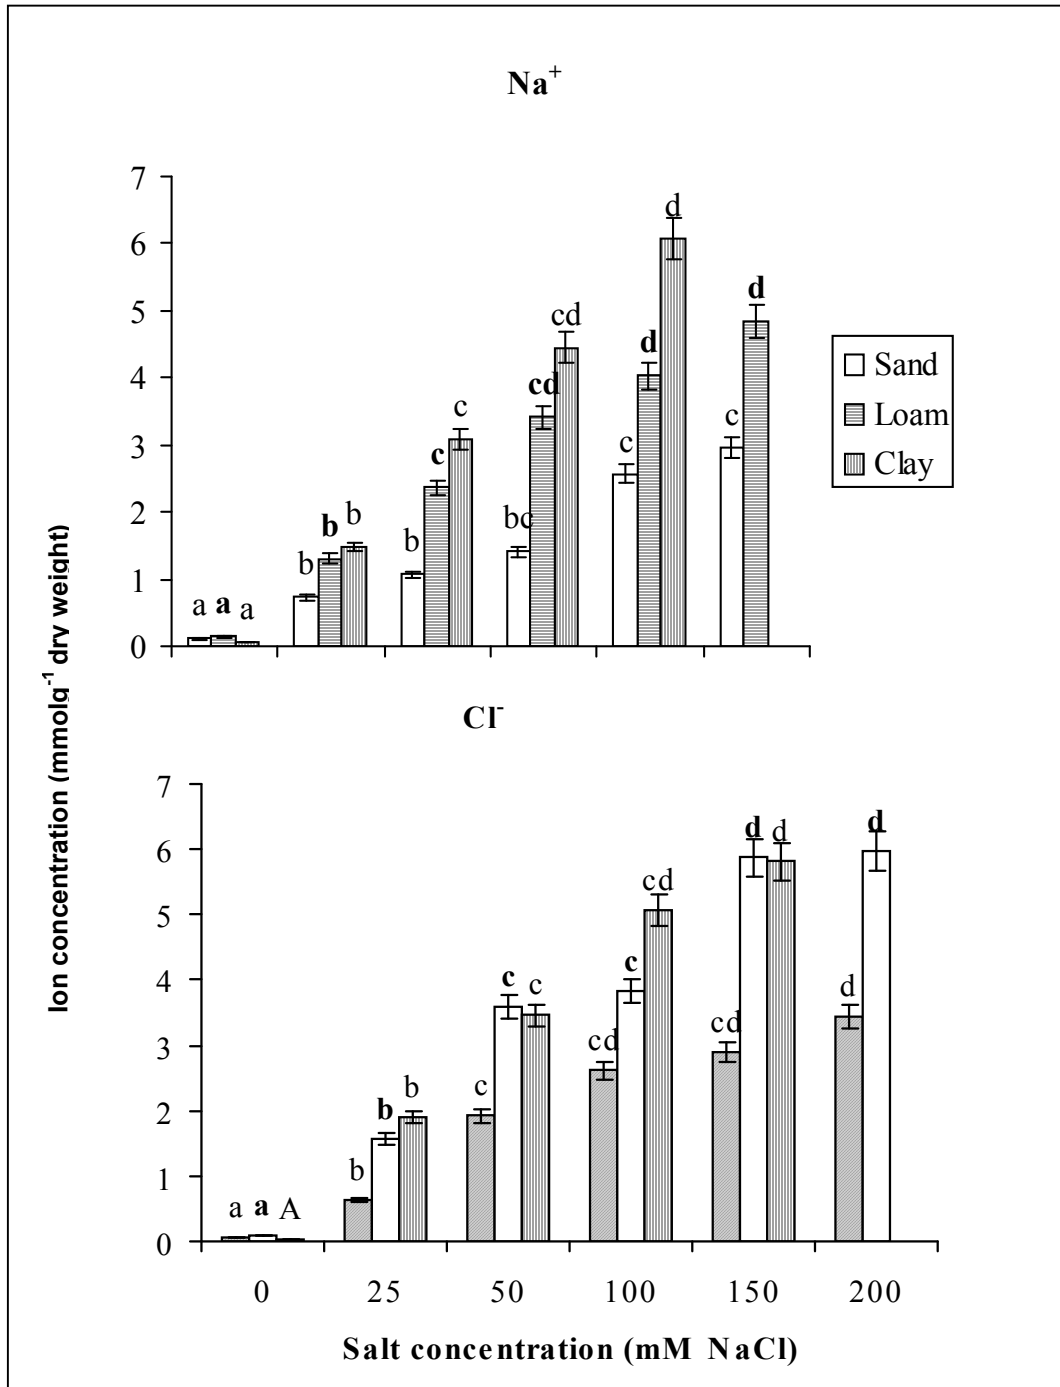 Na⁺
7
6
5
4
3
2
1
0
a a a
b b b
b c c
bc cd cd
c d d
c d
Sand
Loam
Clay
Ion concentration (mmolg⁻¹ dry weight)
Cl⁻
7
6
5
4
3
2
1
0
a a A
b b b
c c c
cd c cd
cd d d
d d
0 25 50 100 150 200
Salt concentration (mM NaCl)